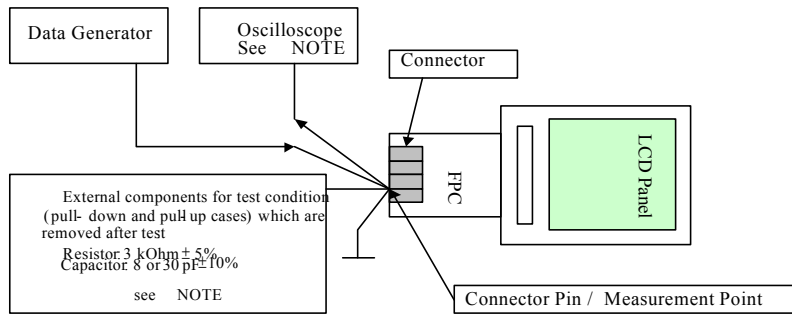 Data Generator
Oscilloscope
See NOTE
Connector
LCD Panel
FPC
External components for test condition
(pull- down and pull up cases) which are
removed after test
Resistor 3 kOhm ± 5%
Capacitor. 8 or 30 pF ±10%
see NOTE
Connector Pin / Measurement Point